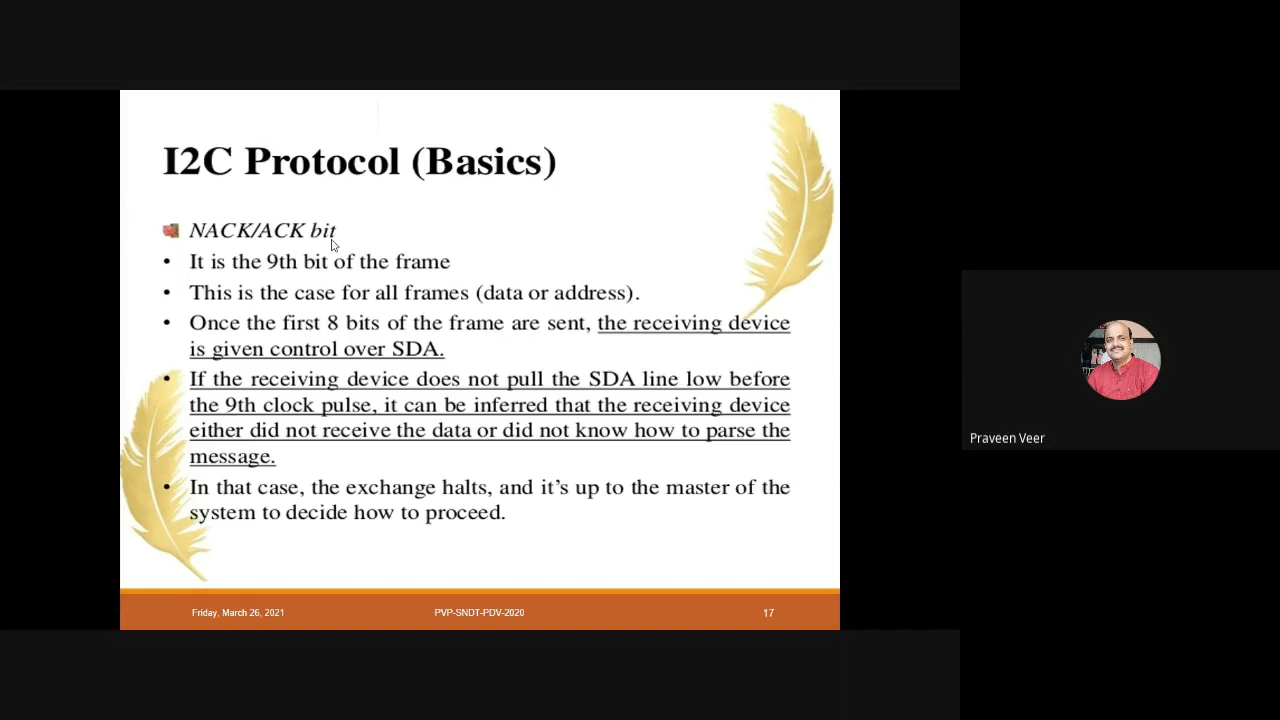 I2C Protocol (Basics)
NACK/ACK bit
• It is the 9th bit of the frame
• This is the case for all frames (data or address).
• Once the first 8 bits of the frame are sent, the receiving device
is given control over SDA.
• If the receiving device does not pull the SDA line low before
the 9th clock pulse, it can be inferred that the receiving device
either did not receive the data or did not know how to parse the
message.
• In that case, the exchange halts, and it’s up to the master of the
system to decide how to proceed.
Friday, March 26, 2021 PVP-SNDT-PDV-2020 17
Praveen Veer